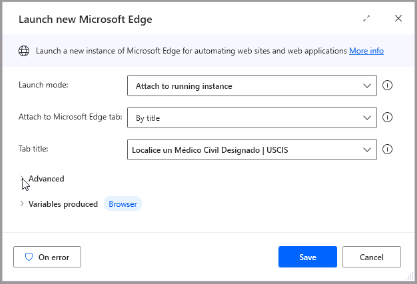 Launch new Microsoft Edge
Launch a new instance of Microsoft Edge for automating web sites and web applications More info
Launch mode: Attach to running instance
Attach to Microsoft Edge tab: By title
Tab title: Localice un Médico Civil Designado | USCIS
Advanced
Variables produced Browser
On error Save Cancel